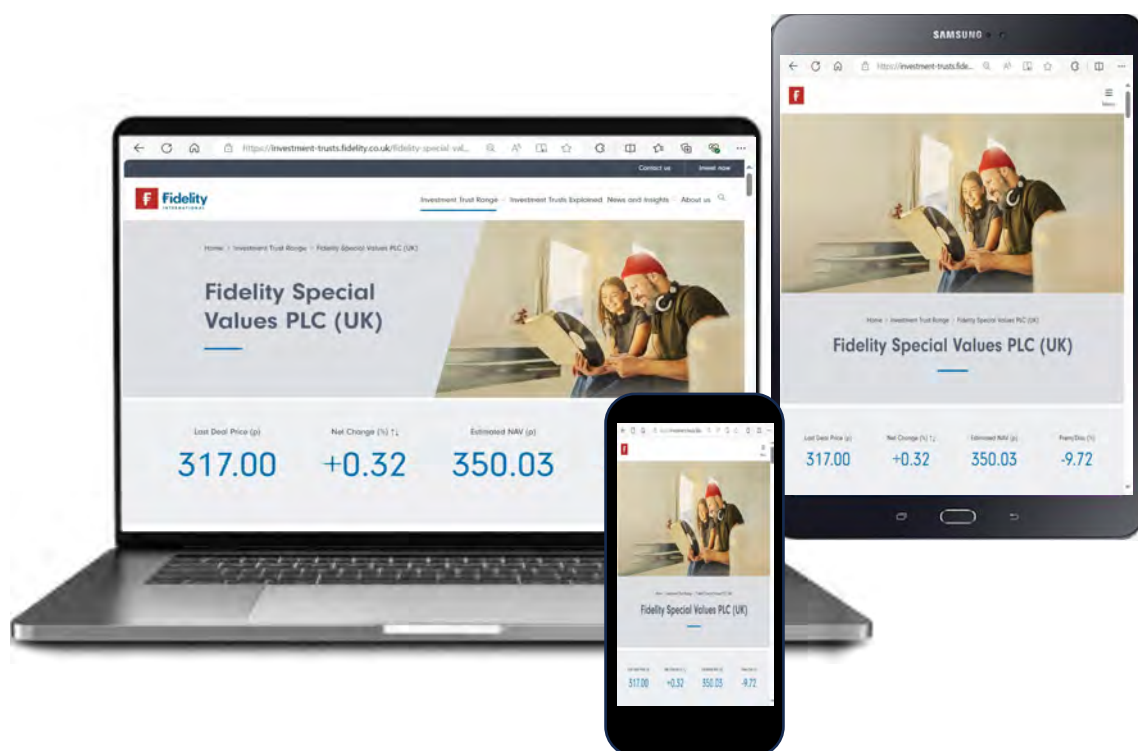 https://investment-trusts.fidelity.co.uk/fidelity-special-val...
Contact us Invest now
F Fidelity
INTERNATIONAL
Investment Trust Range Investment Trusts Explained News and Insights About us
Home > Investment Trust Range > Fidelity Special Values PLC (UK)
Fidelity Special
Values PLC (UK)
Last Deal Price (p) Net Change (%) ↑↓ Estimated NAV (p)
317.00 +0.32 350.03
SAMSUNG
https://investment-trusts.fide...
F
Menu
Home > Investment Trust Range > Fidelity Special Values PLC (UK)
Fidelity Special Values PLC (UK)
Last Deal Price (p) Net Change (%) ↑↓ Estimated NAV (p) Prem/Disc (%)
317.00 +0.32 350.03 -9.72
F
Fidelity Special Values PLC (UK)
317.00 +0.32 350.03 -9.72